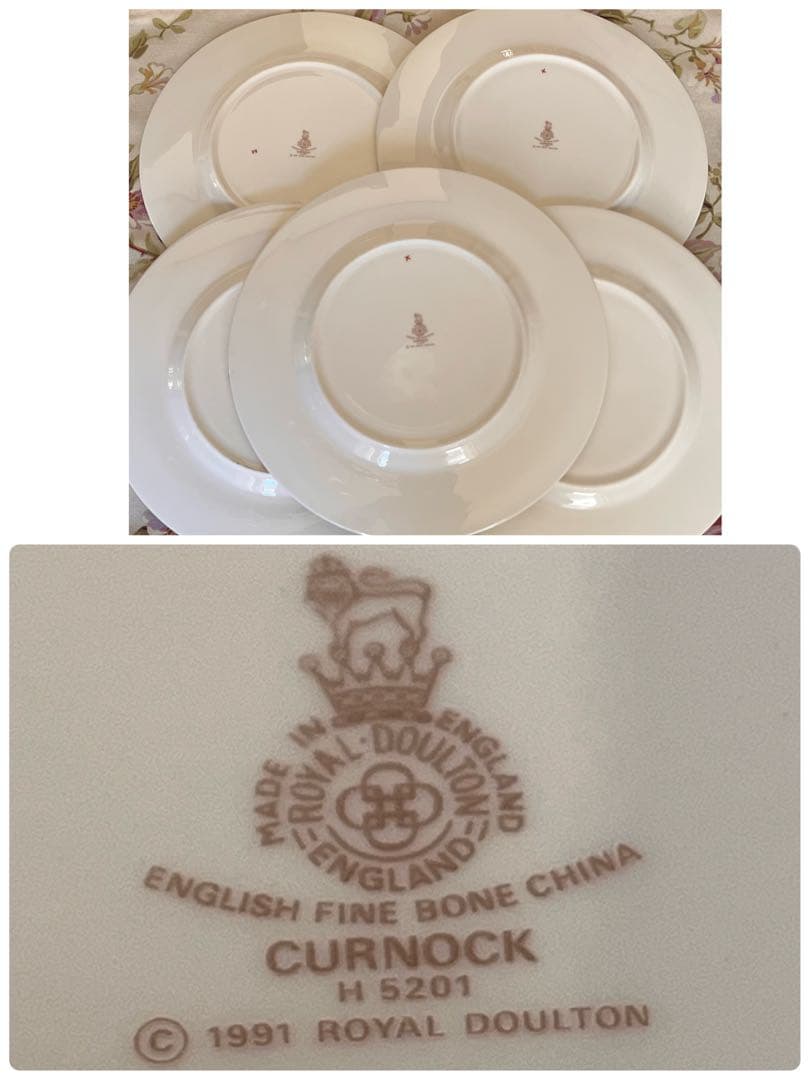 MADE IN ENGLAND
ROYAL·DOULTON
ENGLAND
ENGLISH FINE BONE CHINA
CURNOCK
H 5201
© 1991 ROYAL DOULTON